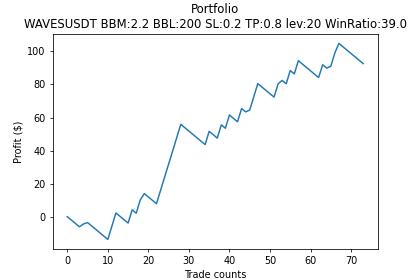 Portfolio
WAVESUSDT BBM:2.2 BBL:200 SL:0.2 TP:0.8 lev:20 WinRatio:39.0
100
80
60
40
20
0
Profit ($)
0 10 20 30 40 50 60 70
Trade counts